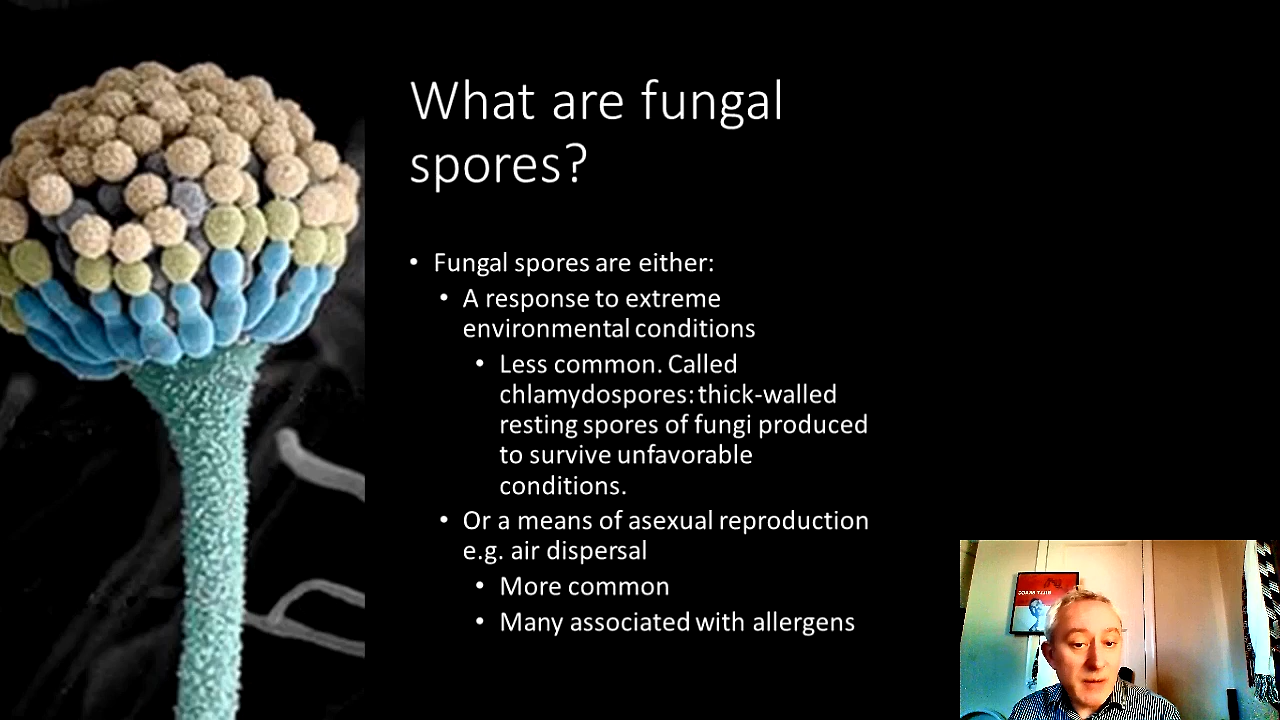 What are fungal
spores?
• Fungal spores are either:
• A response to extreme
environmental conditions
• Less common. Called
chlamydospores: thick-walled
resting spores of fungi produced
to survive unfavorable
conditions.
• Or a means of asexual reproduction
e.g. air dispersal
• More common
• Many associated with allergens